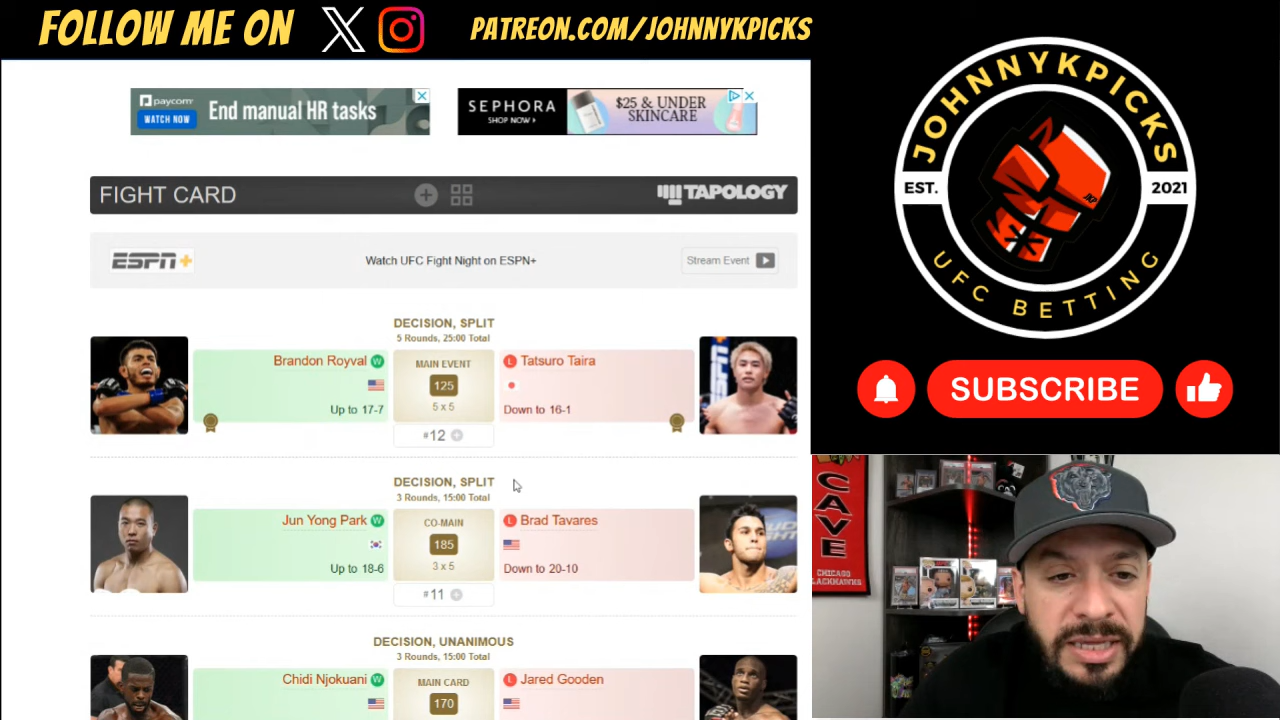 FOLLOW ME ON
PATREON.COM/JOHNNYKPICKS
paycom
WATCH NOW
End manual HR tasks
SEPHORA
SHOP NOW
$25 & UNDER
SKINCARE
FIGHT CARD
TAPOLOGY
ESPN+
Watch UFC Fight Night on ESPN+
Stream Event
DECISION, SPLIT
5 Rounds, 25:00 Total
Brandon Royval W
MAIN EVENT
L Tatsuro Taira
125
Up to 17-7
5 x 5
Down to 16-1
#12
DECISION, SPLIT
3 Rounds, 15:00 Total
Jun Yong Park W
CO-MAIN
L Brad Tavares
185
Up to 18-6
3 x 5
Down to 20-10
#11
DECISION, UNANIMOUS
3 Rounds, 15:00 Total
Chidi Njokuani W
MAIN CARD
L Jared Gooden
170
JOHNNYKPICKS
EST.
2021
JKP
UFC BETTING
SUBSCRIBE
CAVE
CHICAGO
BLACKHAWKS